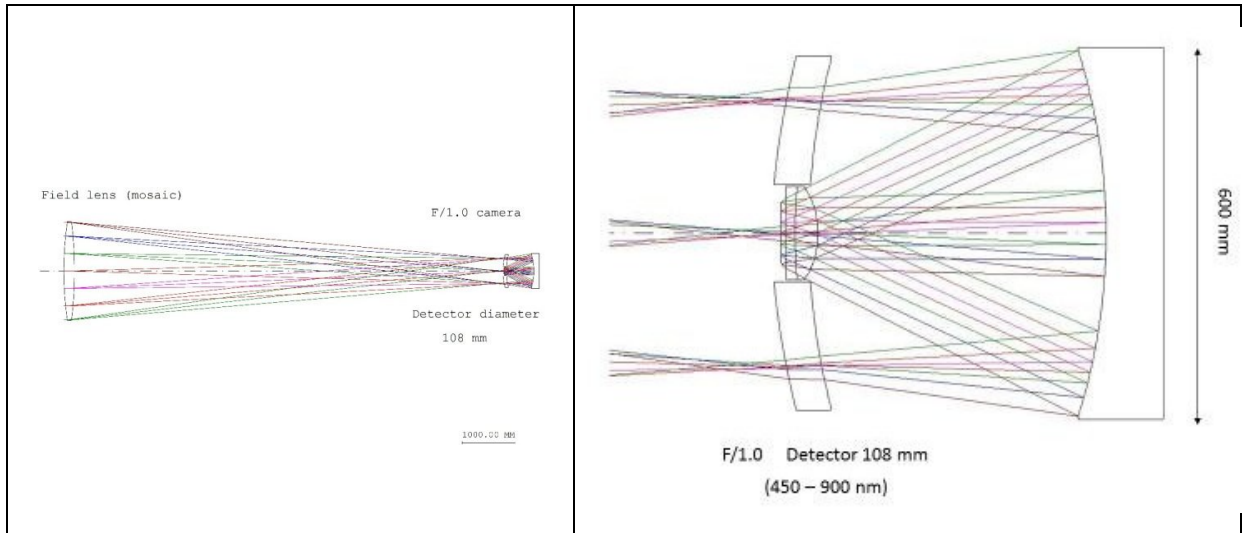 Field lens (mosaic)
F/1.0 camera
Detector diameter
108 mm
1000.00 MM
600 mm
F/1.0 Detector 108 mm
(450 – 900 nm)